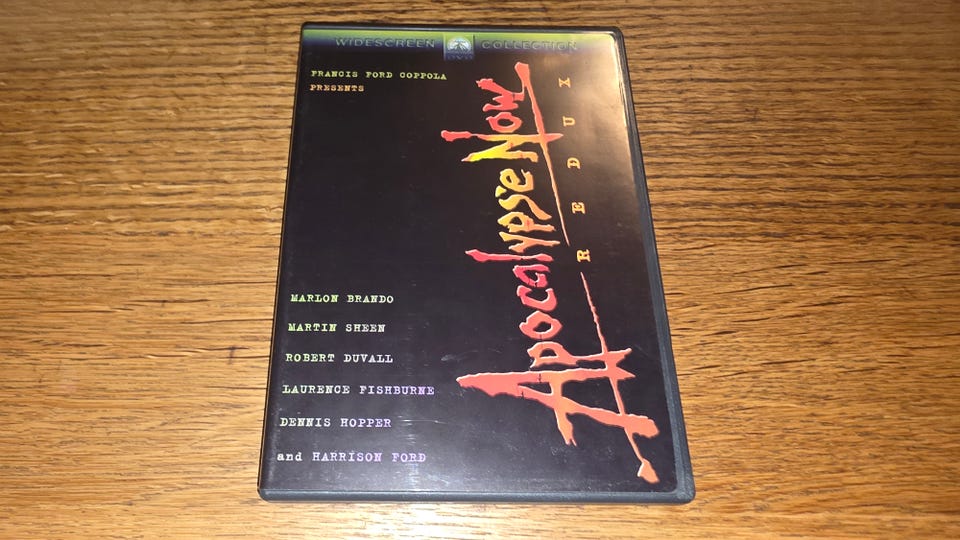 WIDESCREEN DVD COLLECTION
FRANCIS FORD COPPOLA
PRESENTS
Apocalypse Now
REDUX
MARLON BRANDO
MARTIN SHEEN
ROBERT DUVALL
LAURENCE FISHBURNE
DENNIS HOPPER
and HARRISON FORD